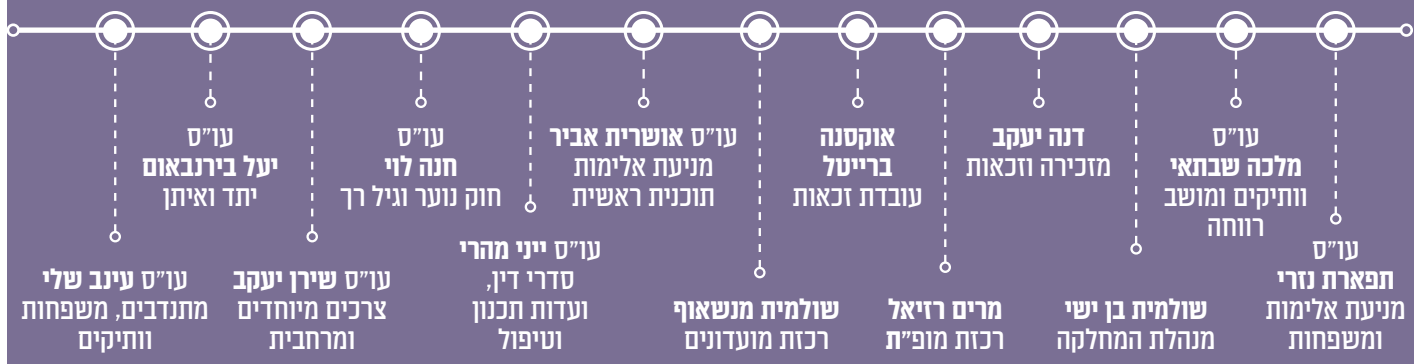 עו״ס
תפארת נזרי
מניעת אלימות
ומשפחות
עו״ס
מלכה שבתאי
וותיקים ומושב
רווחה
שולמית בן ישי
מנהלת המחלקה
דנה יעקב
מזכירה וזכאות
מרים רזיאל
רכזת מופ״ת
אוקסנה
ברייטל
עובדת זכאות
שולמית מנשאוף
רכזת מועדונים
עו״ס אושרית אביר
מניעת אלימות
תוכנית ראשית
עו״ס ייני מהרי
סדרי דין,
ועדות תכנון
וטיפול
עו״ס
חנה לוי
חוק נוער וגיל רך
עו״ס שירן יעקב
צרכים מיוחדים
ומרחבית
עו״ס
יעל בירנבאום
יתד ואיתן
עו״ס עינב שלי
מתנדבים, משפחות
וותיקים